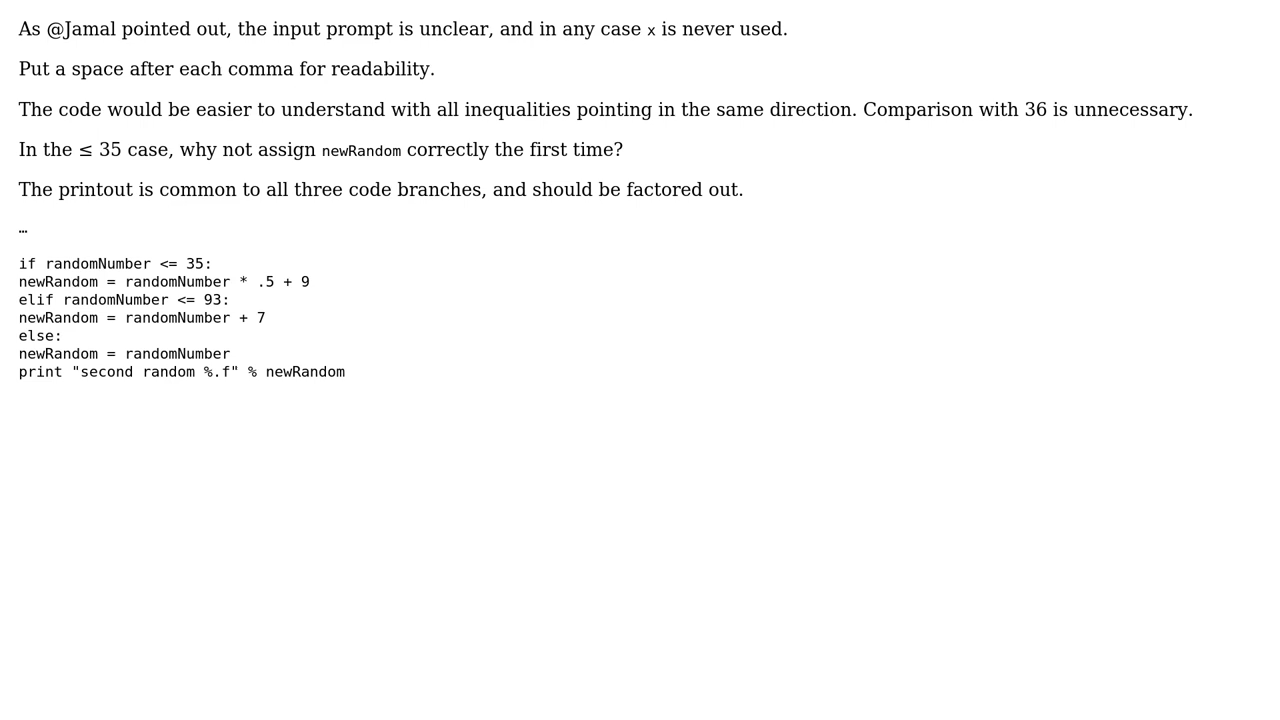 As @Jamal pointed out, the input prompt is unclear, and in any case x is never used.
Put a space after each comma for readability.
The code would be easier to understand with all inequalities pointing in the same direction. Comparison with 36 is unnecessary.
In the ≤ 35 case, why not assign newRandom correctly the first time?
The printout is common to all three code branches, and should be factored out.
…
if randomNumber <= 35:
newRandom = randomNumber * .5 + 9
elif randomNumber <= 93:
newRandom = randomNumber + 7
else:
newRandom = randomNumber
print "second random %.f" % newRandom